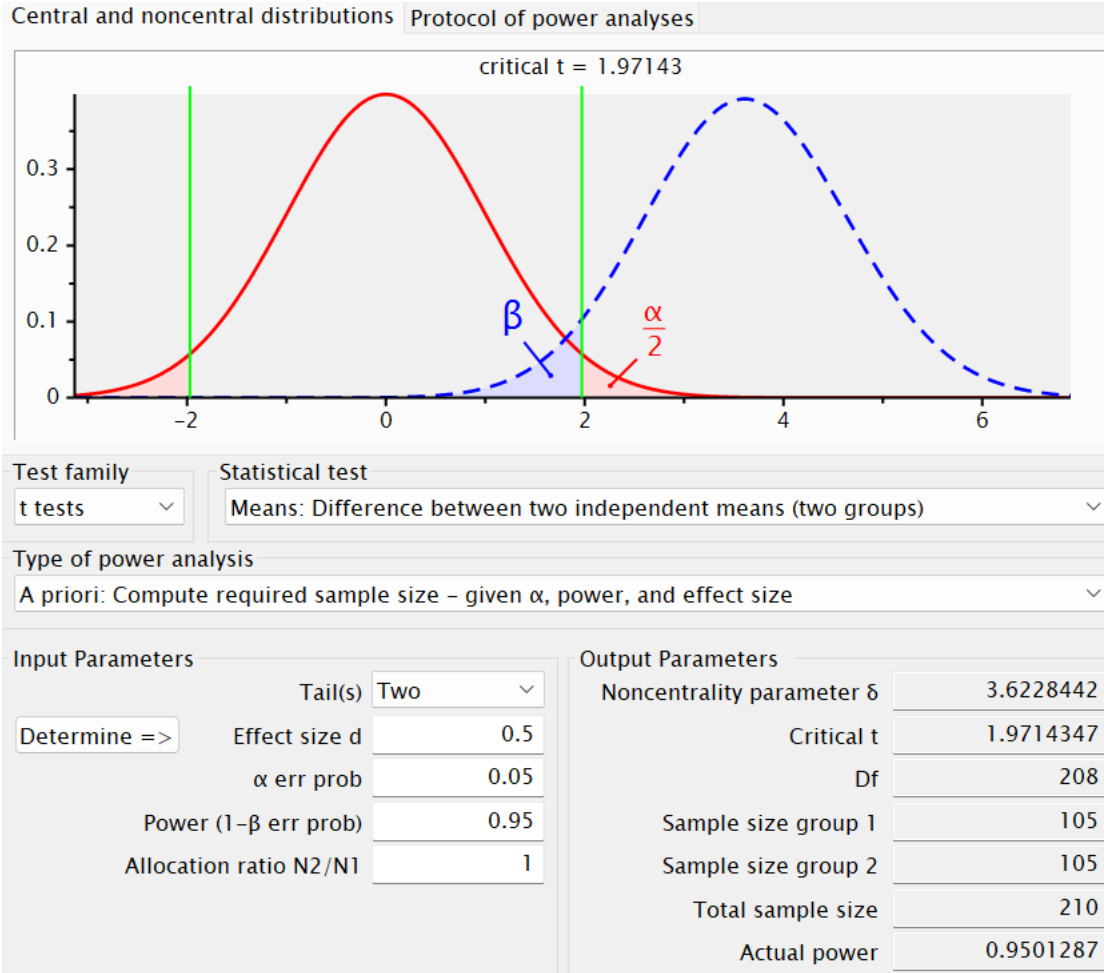 Central and noncentral distributions Protocol of power analyses
critical t = 1.97143
0.3
0.2
0.1
0
β
α
2
−2 0 2 4 6
Test family Statistical test
t tests Means: Difference between two independent means (two groups)
Type of power analysis
A priori: Compute required sample size – given α, power, and effect size
Input Parameters Output Parameters
Tail(s) Two Noncentrality parameter δ 3.6228442
Determine => Effect size d 0.5 Critical t 1.9714347
α err prob 0.05 Df 208
Power (1−β err prob) 0.95 Sample size group 1 105
Allocation ratio N2/N1 1 Sample size group 2 105
Total sample size 210
Actual power 0.9501287